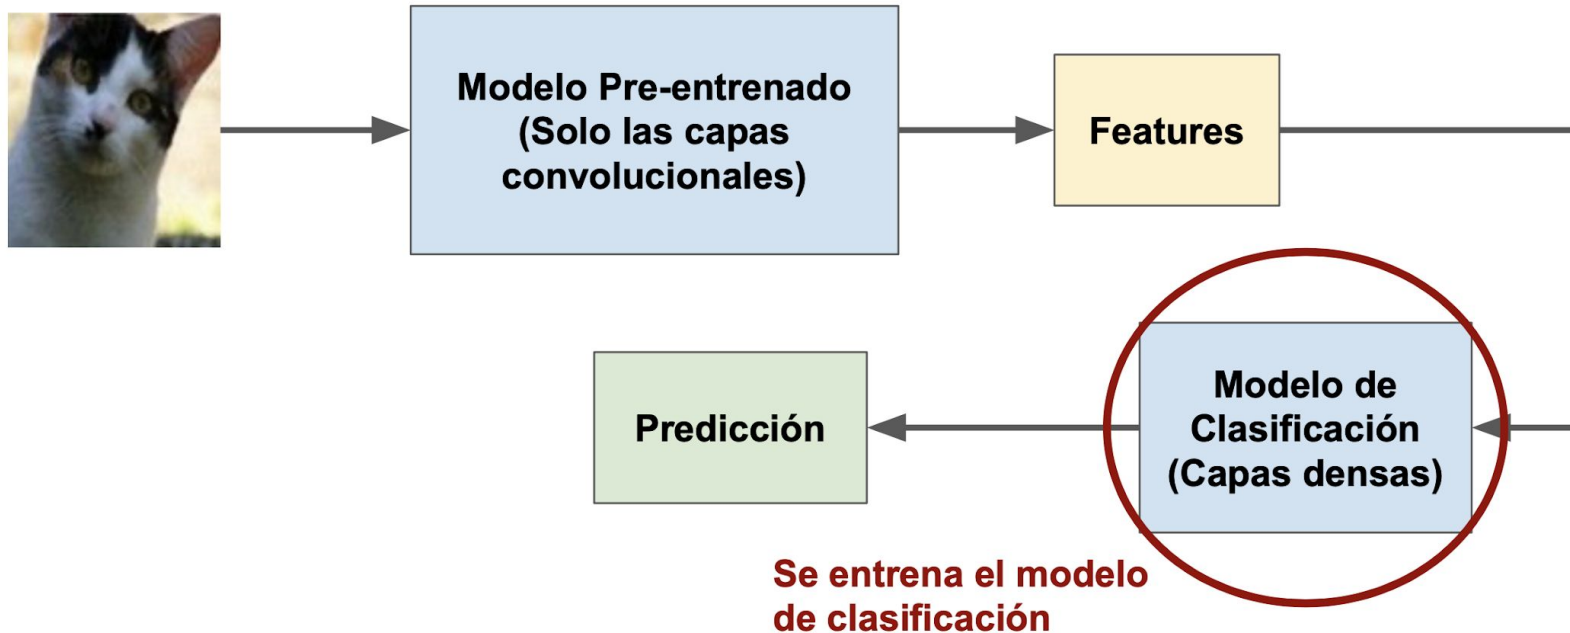 Modelo Pre-entrenado
(Solo las capas
convolucionales)
Features
Modelo de
Clasificación
(Capas densas)
Predicción
Se entrena el modelo
de clasificación